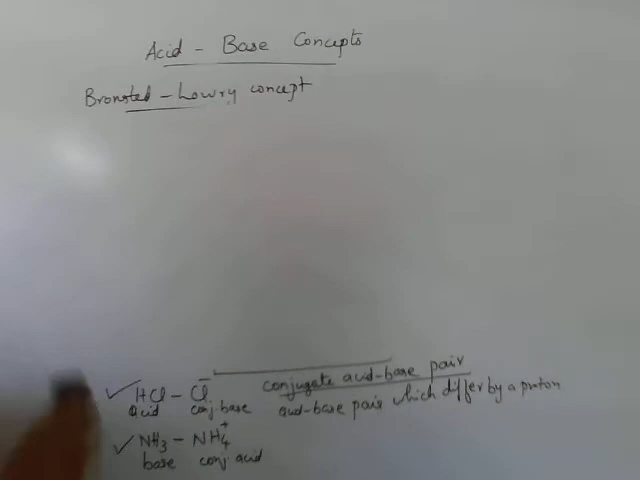 Acid - Base Concepts
Bronsted - Lowry concept
conjugate acid-base pair
✓ HCl - Cl⁻ acid-base pair which differ by a proton
acid conj base
✓ NH₃ - NH₄⁺
base conj acid